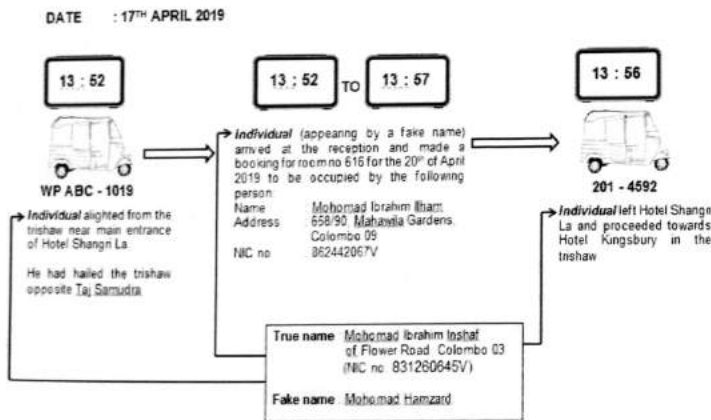 DATE : 17TH APRIL 2019
13 : 52
13 : 52
TO
13 : 57
13 : 56
WP ABC - 1019
Individual alighted from the
trishaw near main entrance
of Hotel Shangri La.
He had hailed the trishaw
opposite Taj Samudra
Individual (appearing by a fake name)
arrived at the reception and made a
booking for room no 616 for the 20th of April
2019 to be occupied by the following
person:
Name Mohomad Ibrahim Ilham
Address 658/90, Mahawila Gardens,
Colombo 09
NIC no 862442067V
201 - 4592
Individual left Hotel Shangri
La and proceeded towards
Hotel Kingsbury in the
trishaw
True name : Mohomad Ibrahim Inshaf
of Flower Road Colombo 03
(NIC no. 831260645V)
Fake name : Mohomad Hamzard